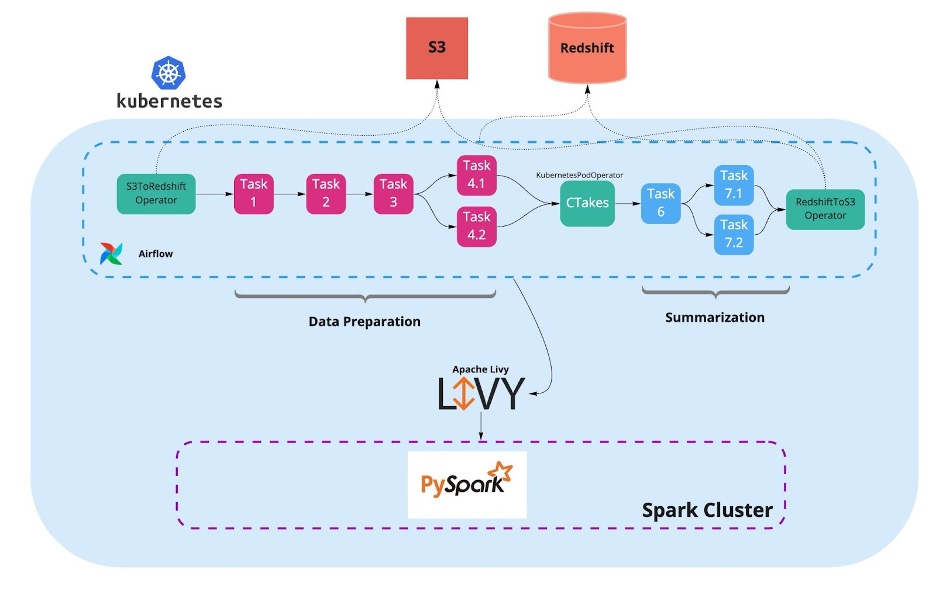 S3
Redshift
kubernetes
S3ToRedshift
Operator
Task
1
Task
2
Task
3
Task
4.1
Task
4.2
KubernetesPodOperator
CTakes
Task
6
Task
7.1
Task
7.2
RedshiftToS3
Operator
Airflow
Data Preparation
Summarization
Apache Livy
LIVY
PySpark
Spark Cluster